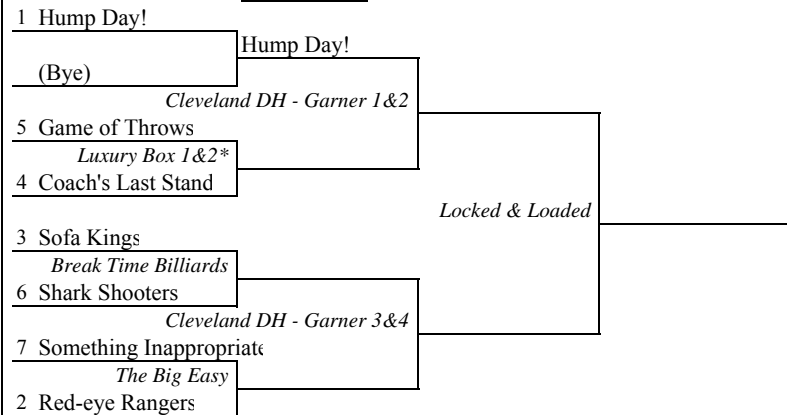 1 Hump Day!
Hump Day!
(Bye)
Cleveland DH - Garner 1&2
5 Game of Throws
Luxury Box 1&2*
4 Coach's Last Stand
Locked & Loaded
3 Sofa Kings
Break Time Billiards
6 Shark Shooters
Cleveland DH - Garner 3&4
7 Something Inappropriate
The Big Easy
2 Red-eye Rangers